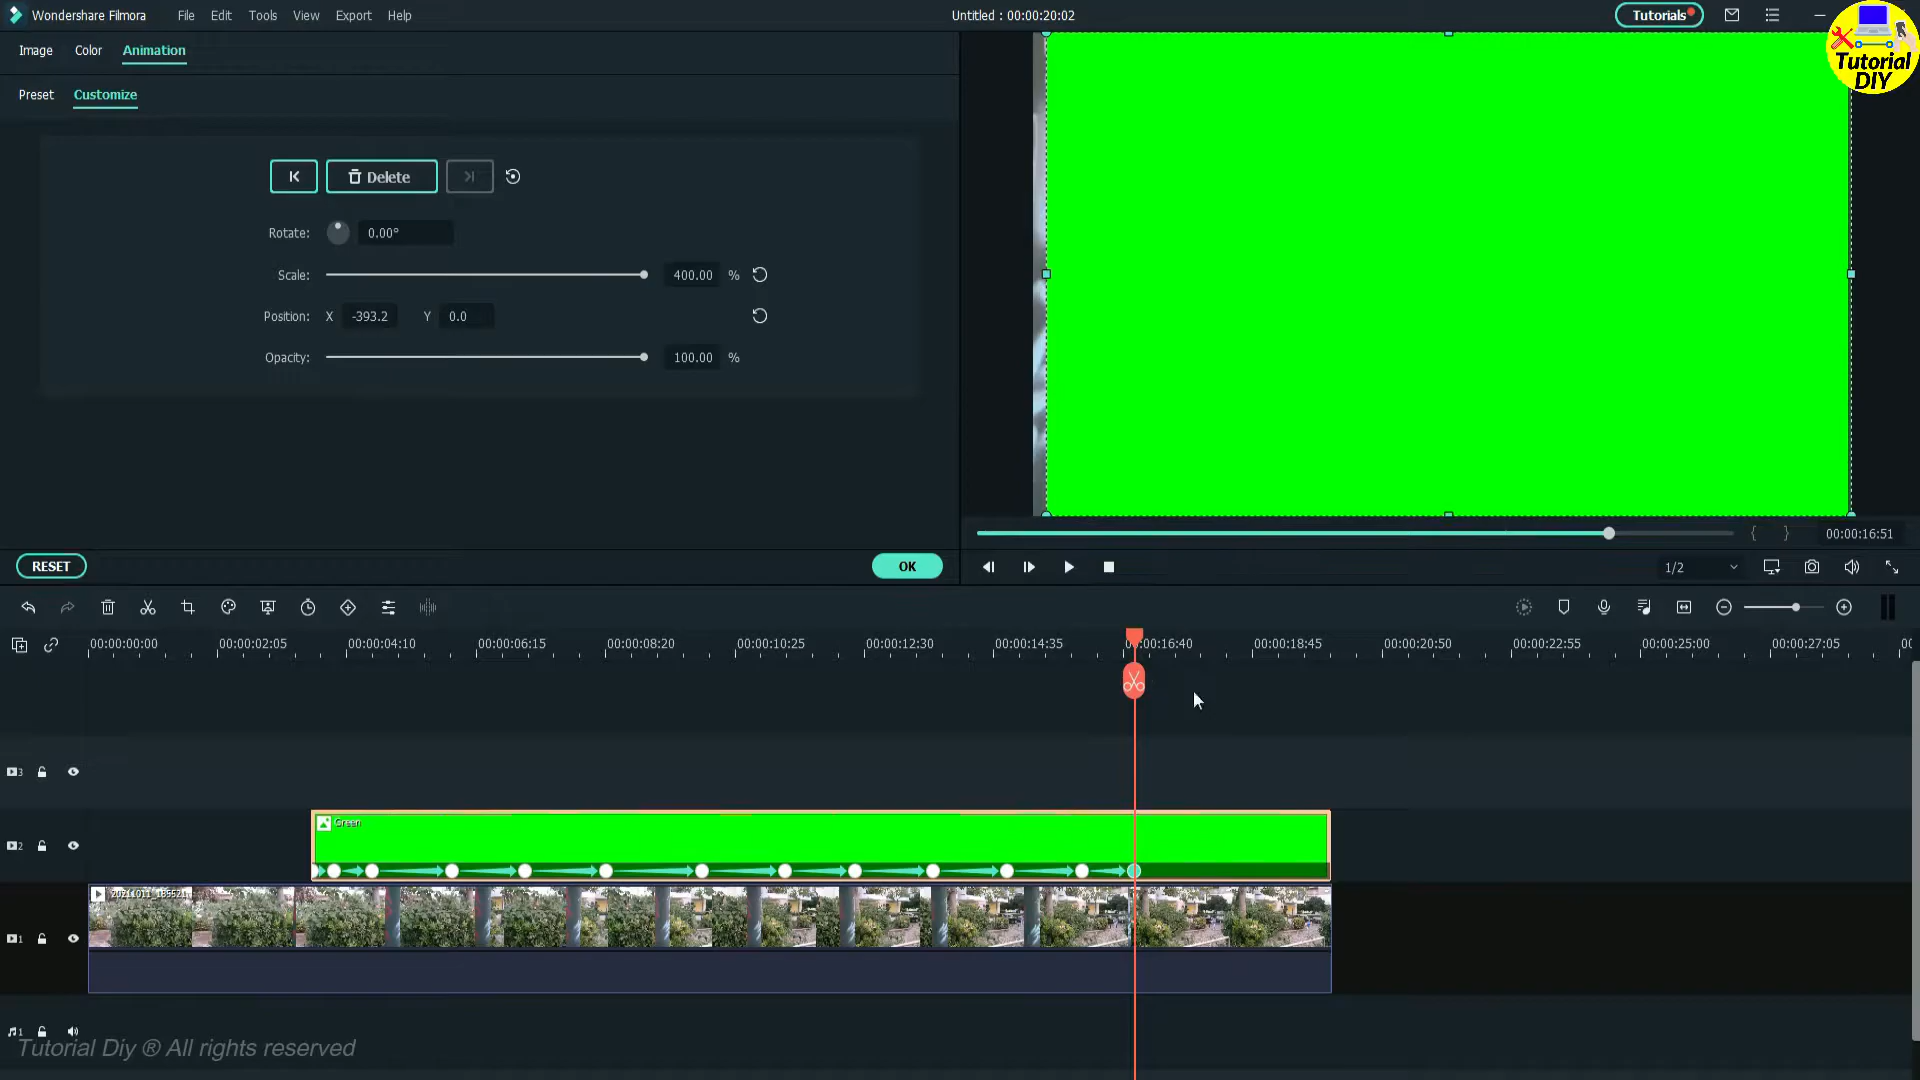 Wondershare Filmora File Edit Tools View Export Help Untitled : 00:00:20:02 Tutorials
Tutorial
DIY
Image Color Animation
Preset Customize
Delete
Rotate: 0.00°
Scale: 400.00 %
Position: X -393.2 Y 0.0
Opacity: 100.00 %
{ } 00:00:16:51
RESET OK 1/2
00:00:00:00 00:00:02:05 00:00:04:10 00:00:06:15 00:00:08:20 00:00:10:25 00:00:12:30 00:00:14:35 00:00:16:40 00:00:18:45 00:00:20:50 00:00:22:55 00:00:25:00 00:00:27:05
3
Green
2
1
1
Tutorial Diy ® All rights reserved